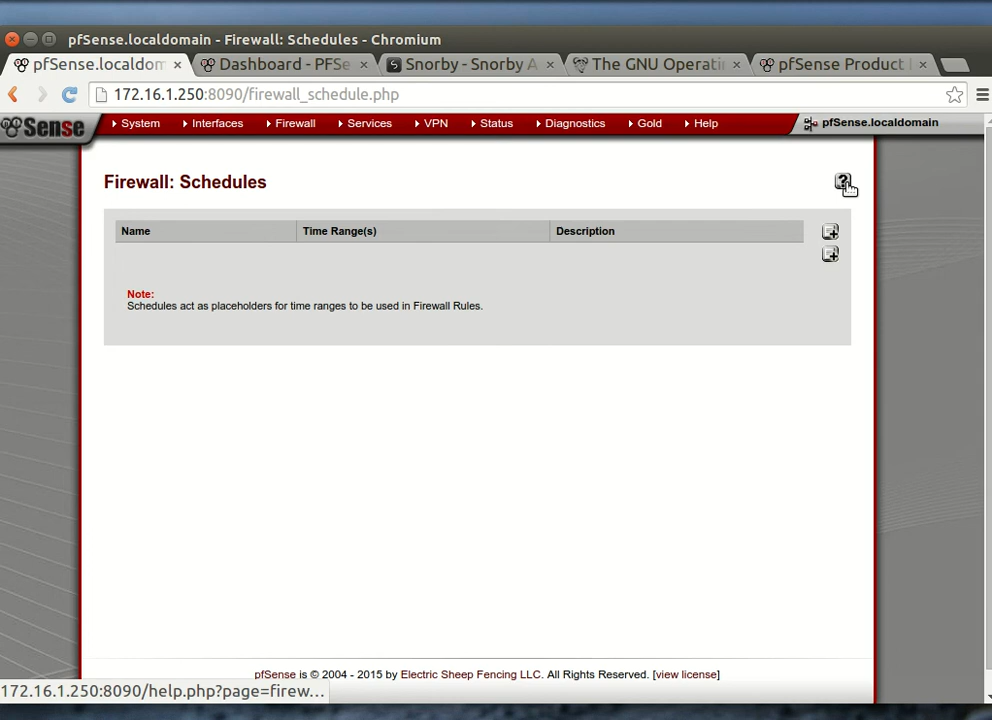 pfSense.localdomain - Firewall: Schedules - Chromium
pfSense.localdom
Dashboard - PFSe
Snorby - Snorby A
The GNU Operati
pfSense Product
172.16.1.250:8090/firewall_schedule.php
Sense
System
Interfaces
Firewall
Services
VPN
Status
Diagnostics
Gold
Help
pfSense.localdomain
Firewall: Schedules
?
Name
Time Range(s)
Description
Note:
Schedules act as placeholders for time ranges to be used in Firewall Rules.
pfSense is © 2004 - 2015 by Electric Sheep Fencing LLC. All Rights Reserved. [view license]
172.16.1.250:8090/help.php?page=firew...